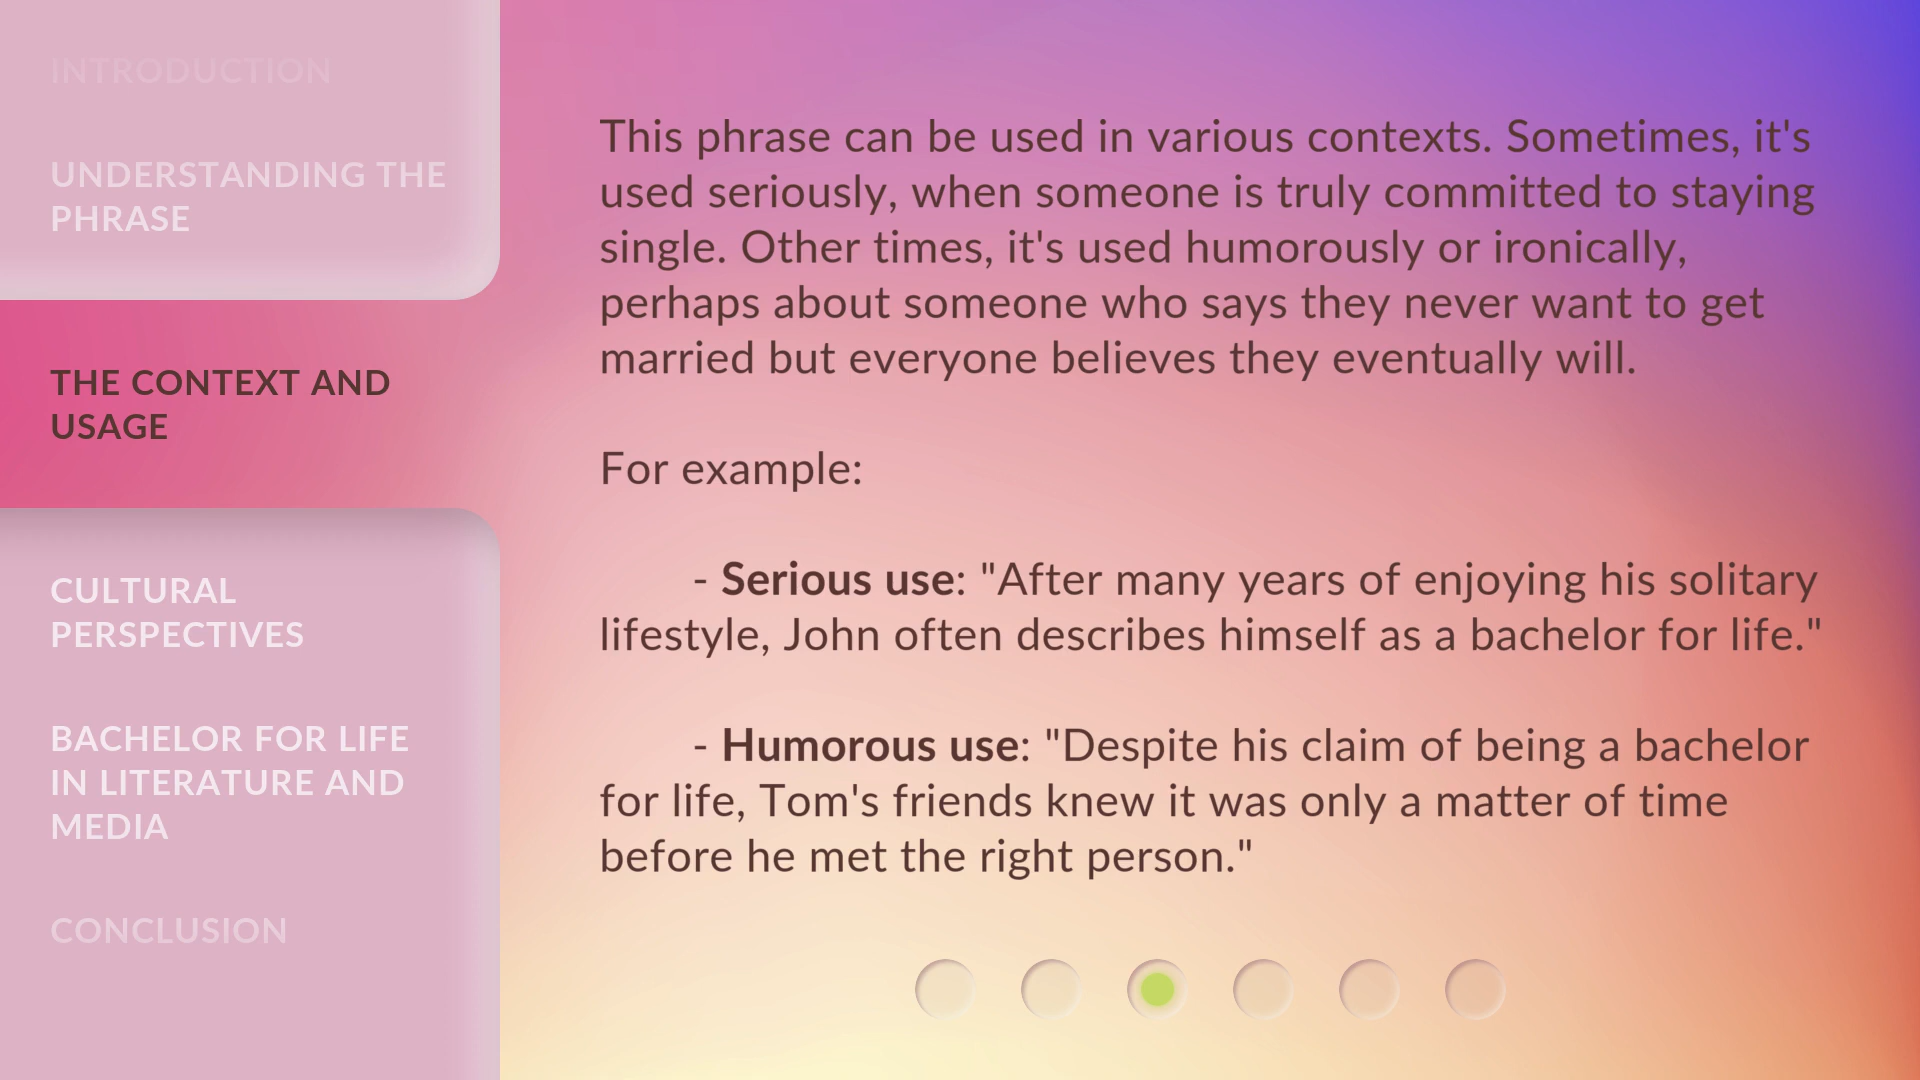 INTRODUCTION
UNDERSTANDING THE
PHRASE
THE CONTEXT AND
USAGE
CULTURAL
PERSPECTIVES
BACHELOR FOR LIFE
IN LITERATURE AND
MEDIA
CONCLUSION
This phrase can be used in various contexts. Sometimes, it's
used seriously, when someone is truly committed to staying
single. Other times, it's used humorously or ironically,
perhaps about someone who says they never want to get
married but everyone believes they eventually will.
For example:
- Serious use: "After many years of enjoying his solitary
lifestyle, John often describes himself as a bachelor for life."
- Humorous use: "Despite his claim of being a bachelor
for life, Tom's friends knew it was only a matter of time
before he met the right person."